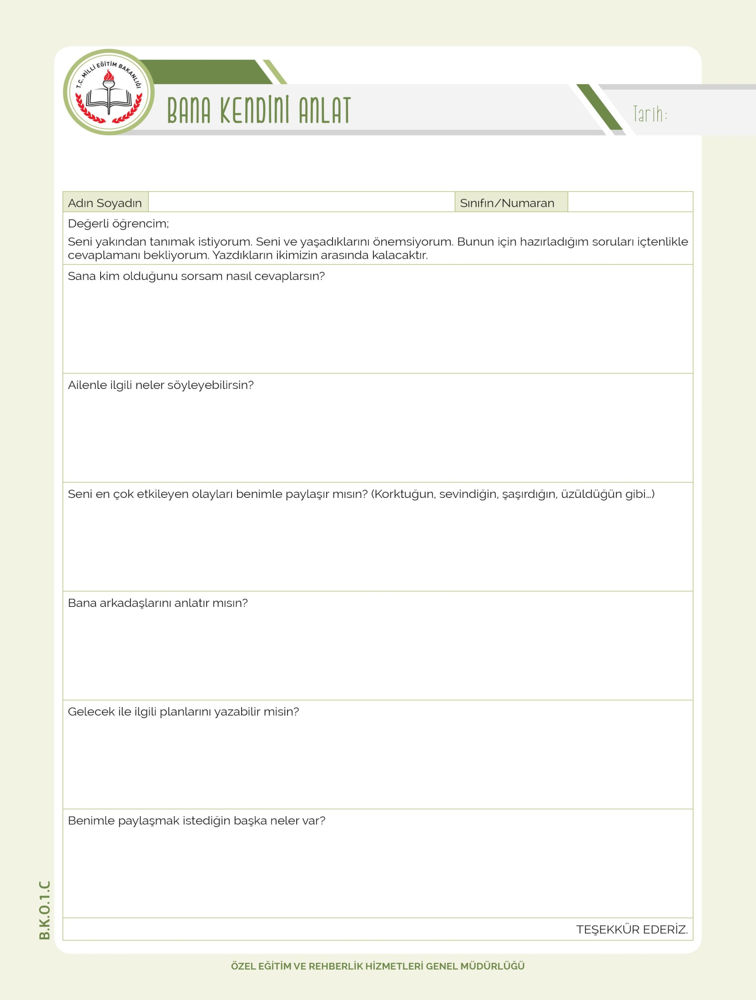 T.C. MİLLİ EĞİTİM BAKANLIĞI
BANA KENDİNİ ANLAT
Tarih:
Adın Soyadın
Sınıfın/Numaran
Değerli öğrencim;
Seni yakından tanımak istiyorum. Seni ve yaşadıklarını önemsiyorum. Bunun için hazırladığım soruları içtenlikle
cevaplamanı bekliyorum. Yazdıkların ikimizin arasında kalacaktır.
Sana kim olduğunu sorsam nasıl cevaplarsın?
Ailenle ilgili neler söyleyebilirsin?
Seni en çok etkileyen olayları benimle paylaşır mısın? (Korktuğun, sevindiğin, şaşırdığın, üzüldüğün gibi…)
Bana arkadaşlarını anlatır mısın?
Gelecek ile ilgili planlarını yazabilir misin?
Benimle paylaşmak istediğin başka neler var?
TEŞEKKÜR EDERİZ.
B.K.O.1.C
ÖZEL EĞİTİM VE REHBERLİK HİZMETLERİ GENEL MÜDÜRLÜĞÜ